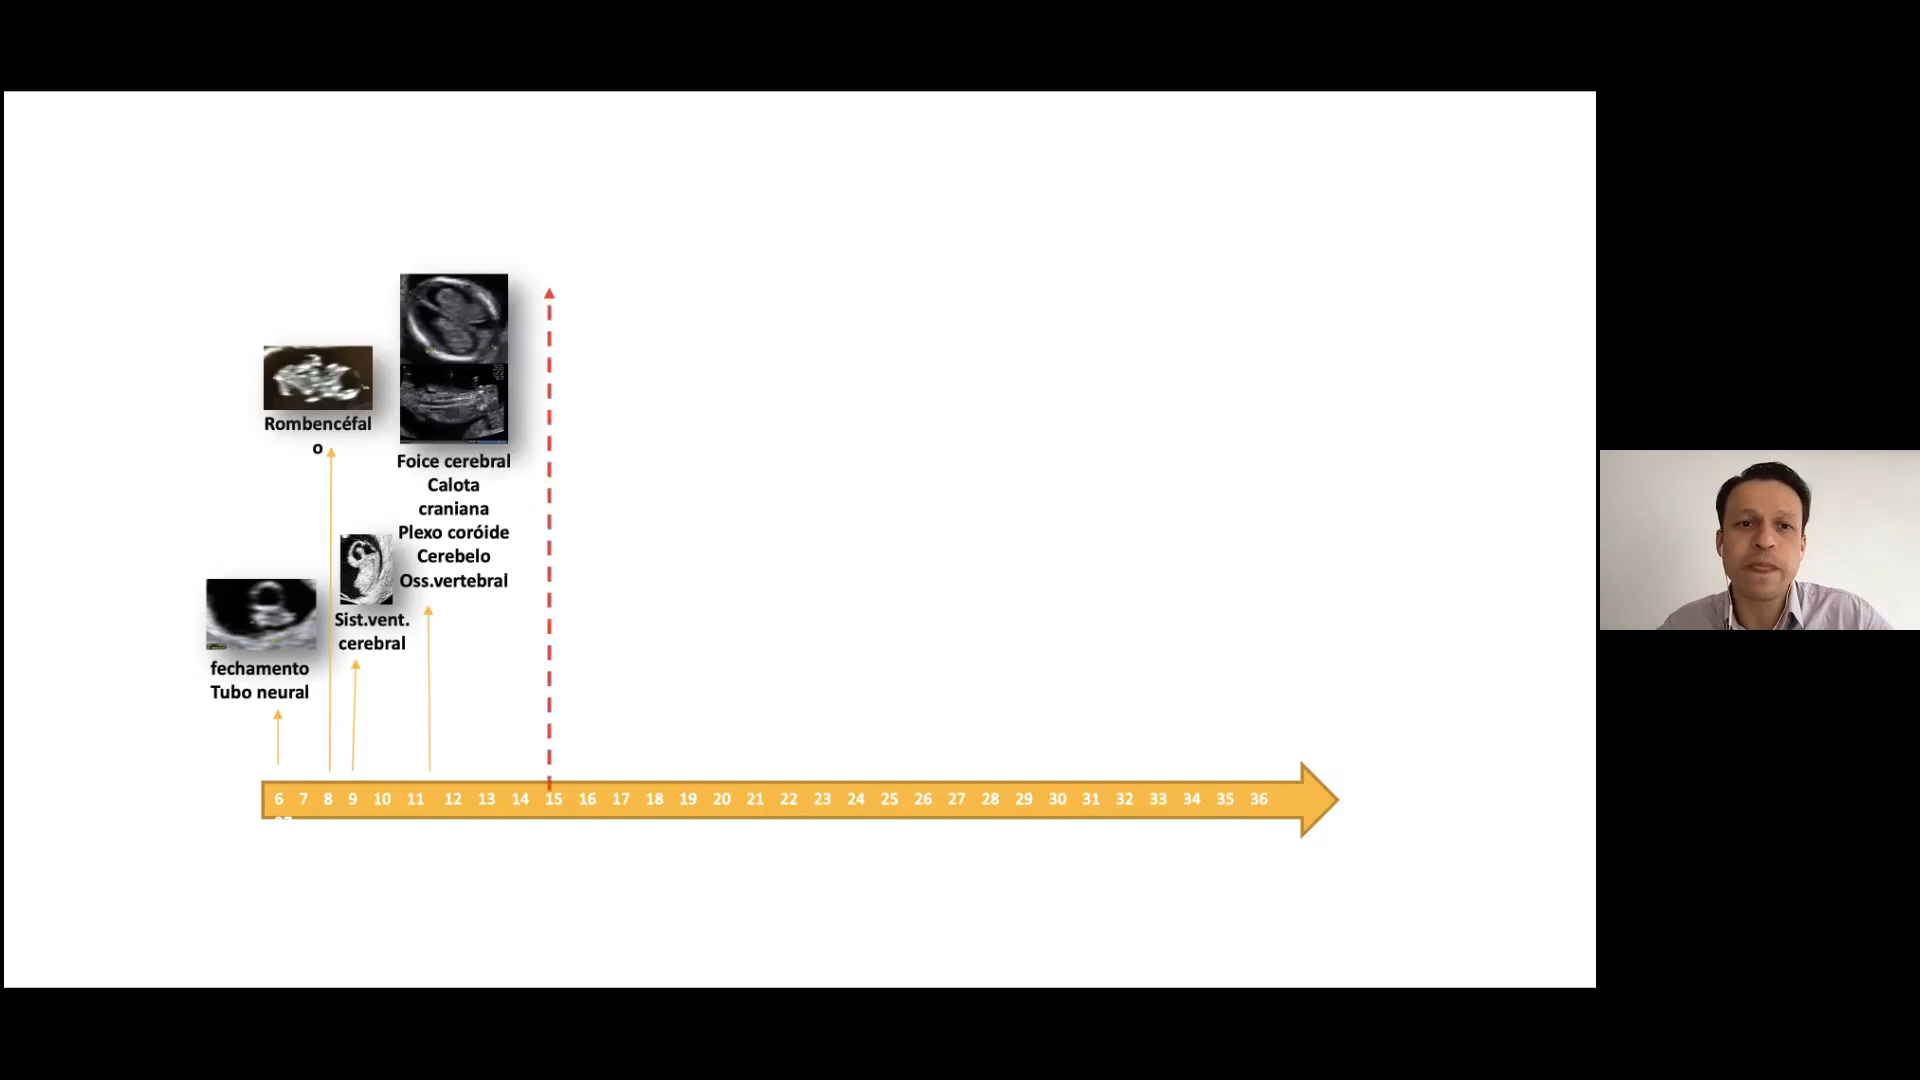 Rombencéfal
o
Foice cerebral
Calota
craniana
Plexo coróide
Cerebelo
Oss.vertebral
Sist.vent.
cerebral
fechamento
Tubo neural
6 7 8 9 10 11 12 13 14 15 16 17 18 19 20 21 22 23 24 25 26 27 28 29 30 31 32 33 34 35 36